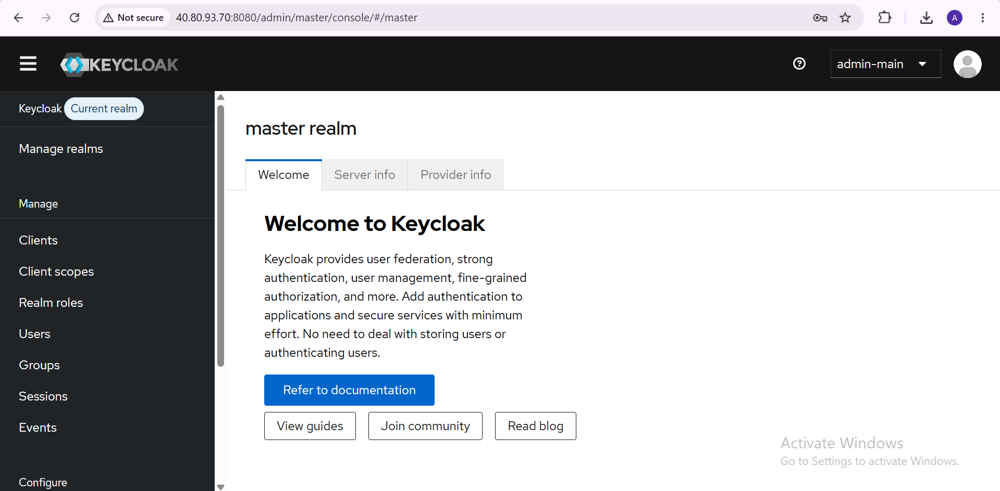 Not secure
40.80.93.70:8080/admin/master/console/#/master
A
KEYCLOAK
admin-main
Keycloak Current realm
Manage realms
Manage
Clients
Client scopes
Realm roles
Users
Groups
Sessions
Events
Configure
master realm
Welcome
Server info
Provider info
Welcome to Keycloak
Keycloak provides user federation, strong
authentication, user management, fine-grained
authorization, and more. Add authentication to
applications and secure services with minimum
effort. No need to deal with storing users or
authenticating users.
Refer to documentation
View guides
Join community
Read blog
Activate Windows
Go to Settings to activate Windows.